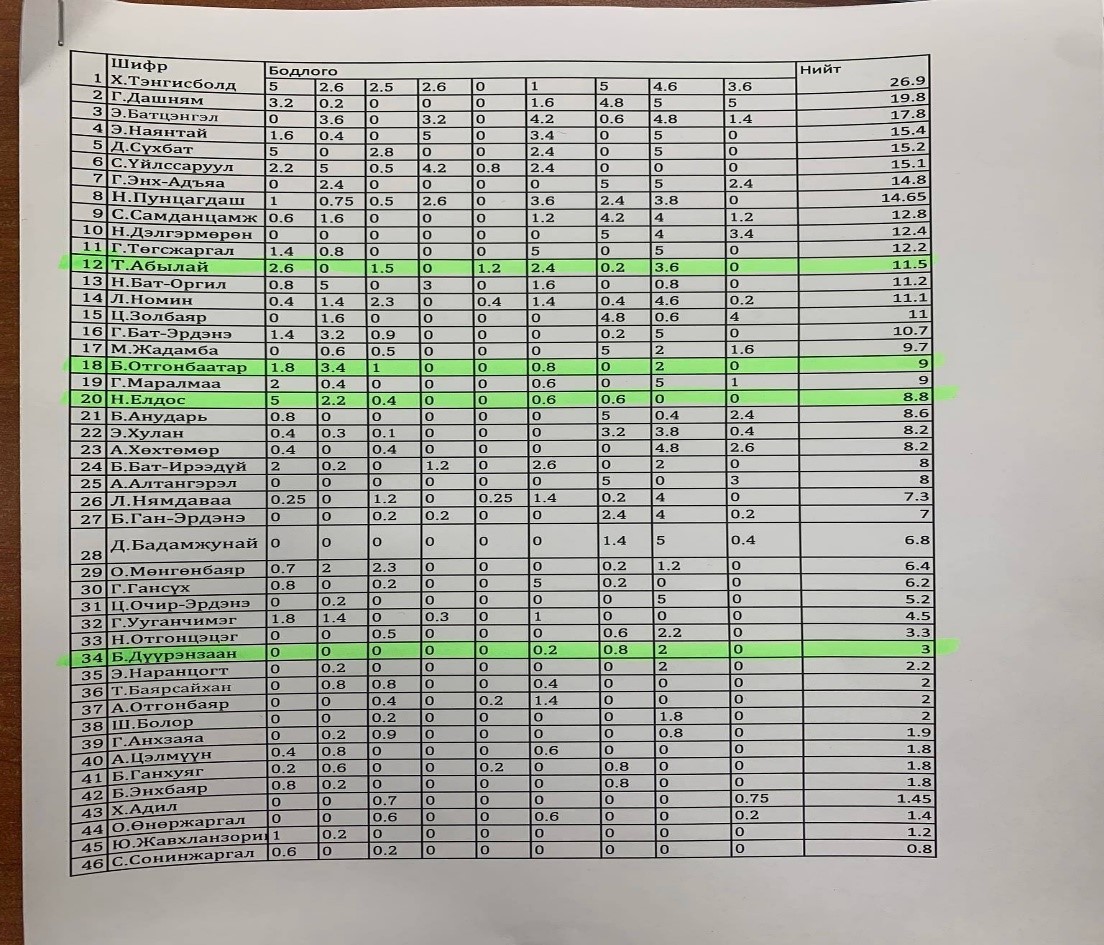 Шифр Бодлого Нийт
1 Х.Тэнгисболд 5 2.6 2.5 2.6 0 1 5 4.6 3.6 26.9
2 Г.Дашням 3.2 0.2 0 0 0 1.6 4.8 5 5 19.8
3 Э.Батцэнгэл 0 3.6 0 3.2 0 4.2 0.6 4.8 1.4 17.8
4 Э.Наянтай 1.6 0.4 0 5 0 3.4 0 5 0 15.4
5 Д.Сүхбат 5 0 2.8 0 0 2.4 0 5 0 15.2
6 С.Үйлссаруул 2.2 5 0.5 4.2 0.8 2.4 0 0 0 15.1
7 Г.Энх-Адъяа 0 2.4 0 0 0 0 5 5 2.4 14.8
8 Н.Пунцагдаш 1 0.75 0.5 2.6 0 3.6 2.4 3.8 0 14.65
9 С.Самданцамж 0.6 1.6 0 0 0 1.2 4.2 4 1.2 12.8
10 Н.Дэлгэрмөрөн 0 0 0 0 0 0 5 4 3.4 12.4
11 Г.Төгсжаргал 1.4 0.8 0 0 0 5 0 5 0 12.2
12 Т.Абылай 2.6 0 1.5 0 1.2 2.4 0.2 3.6 0 11.5
13 Н.Бат-Оргил 0.8 5 0 3 0 1.6 0 0.8 0 11.2
14 Л.Номин 0.4 1.4 2.3 0 0.4 1.4 0.4 4.6 0.2 11.1
15 Ц.Золбаяр 0 1.6 0 0 0 0 4.8 0.6 4 11
16 Г.Бат-Эрдэнэ 1.4 3.2 0.9 0 0 0 0.2 5 0 10.7
17 М.Жадамба 0 0.6 0.5 0 0 0 5 2 1.6 9.7
18 Б.Отгонбаатар 1.8 3.4 1 0 0 0.8 0 2 0 9
19 Г.Маралмаа 2 0.4 0 0 0 0.6 0 5 1 9
20 Н.Елдос 5 2.2 0.4 0 0 0.6 0.6 0 0 8.8
21 Б.Анударь 0.8 0 0 0 0 0 5 0.4 2.4 8.6
22 Э.Хулан 0.4 0.3 0.1 0 0 0 3.2 3.8 0.4 8.2
23 А.Хөхтөмөр 0.4 0 0.4 0 0 0 0 4.8 2.6 8.2
24 Б.Бат-Ирээдүй 2 0.2 0 1.2 0 2.6 0 2 0 8
25 А.Алтангэрэл 0 0 0 0 0 0 5 0 3 8
26 Л.Нямдаваа 0.25 0 1.2 0 0.25 1.4 0.2 4 0 7.3
27 Б.Ган-Эрдэнэ 0 0 0.2 0.2 0 0 2.4 4 0.2 7
28 Д.Бадамжунай 0 0 0 0 0 0 1.4 5 0.4 6.8
29 О.Мөнгөнбаяр 0.7 2 2.3 0 0 0 0.2 1.2 0 6.4
30 Г.Гансүх 0.8 0 0.2 0 0 5 0.2 0 0 6.2
31 Ц.Очир-Эрдэнэ 0 0.2 0 0 0 0 0 5 0 5.2
32 Г.Ууганчимэг 1.8 1.4 0 0.3 0 1 0 0 0 4.5
33 Н.Отгонцэцэг 0 0 0.5 0 0 0 0.6 2.2 0 3.3
34 Б.Дүүрэнзаан 0 0 0 0 0 0.2 0.8 2 0 3
35 Э.Наранцогт 0 0.2 0 0 0 0 0 2 0 2.2
36 Т.Баярсайхан 0 0.8 0.8 0 0 0.4 0 0 0 2
37 А.Отгонбаяр 0 0 0.4 0 0.2 1.4 0 0 0 2
38 Ш.Болор 0 0 0.2 0 0 0 0 1.8 0 2
39 Г.Анхзаяа 0 0.2 0.9 0 0 0 0 0.8 0 1.9
40 А.Цэлмүүн 0.4 0.8 0 0 0 0.6 0 0 0 1.8
41 Б.Ганхуяг 0.2 0.6 0 0 0.2 0 0.8 0 0 1.8
42 Б.Энхбаяр 0.8 0.2 0 0 0 0 0.8 0 0 1.8
43 Х.Адил 0 0 0.7 0 0 0 0 0 0.75 1.45
44 О.Өнөржаргал 0 0 0.6 0 0 0.6 0 0 0.2 1.4
45 Ю.Жавхланзори 1 0.2 0 0 0 0 0 0 0 1.2
46 С.Сонинжаргал 0.6 0 0.2 0 0 0 0 0 0 0.8